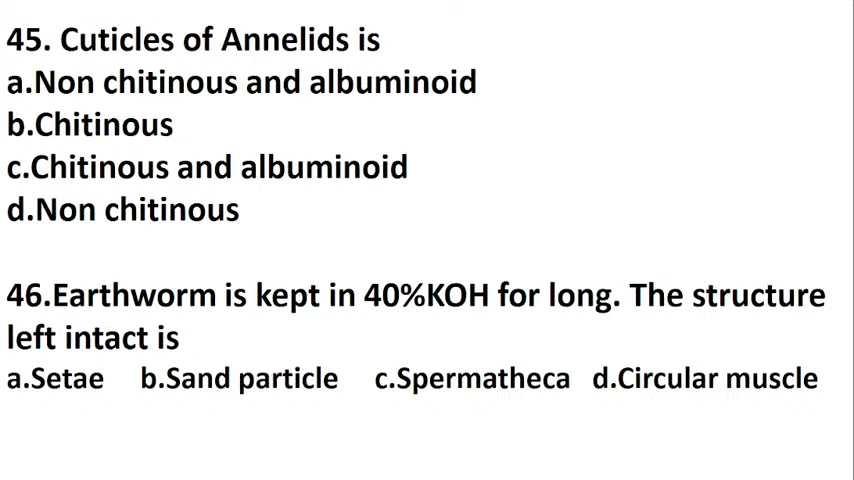 45. Cuticles of Annelids is
a.Non chitinous and albuminoid
b.Chitinous
c.Chitinous and albuminoid
d.Non chitinous
46.Earthworm is kept in 40%KOH for long. The structure
left intact is
a.Setae b.Sand particle c.Spermatheca d.Circular muscle